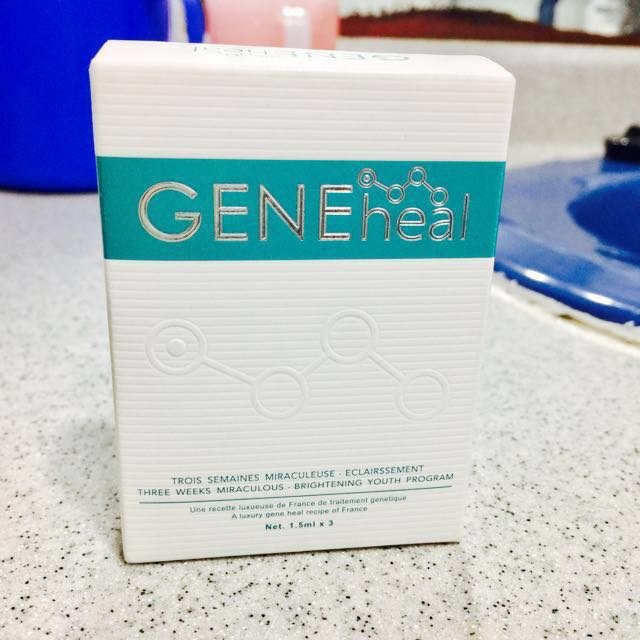 GENEheal
GENEheal
TROIS SEMAINES MIRACULEUSE - ECLAIRSSEMENT
THREE WEEKS MIRACULOUS - BRIGHTENING YOUTH PROGRAM
Une recette luxueuse de France de traitement genetique
A luxury gene heal recipe of France
Net. 1.5ml x 3